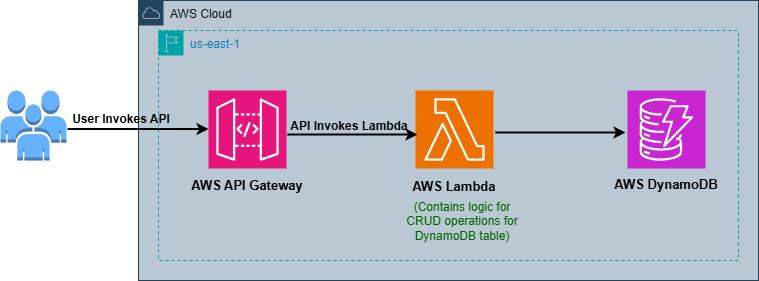 AWS Cloud
us-east-1
User Invokes API
API Invokes Lambda
AWS API Gateway
AWS Lambda
AWS DynamoDB
(Contains logic for
CRUD operations for
DynamoDB table)